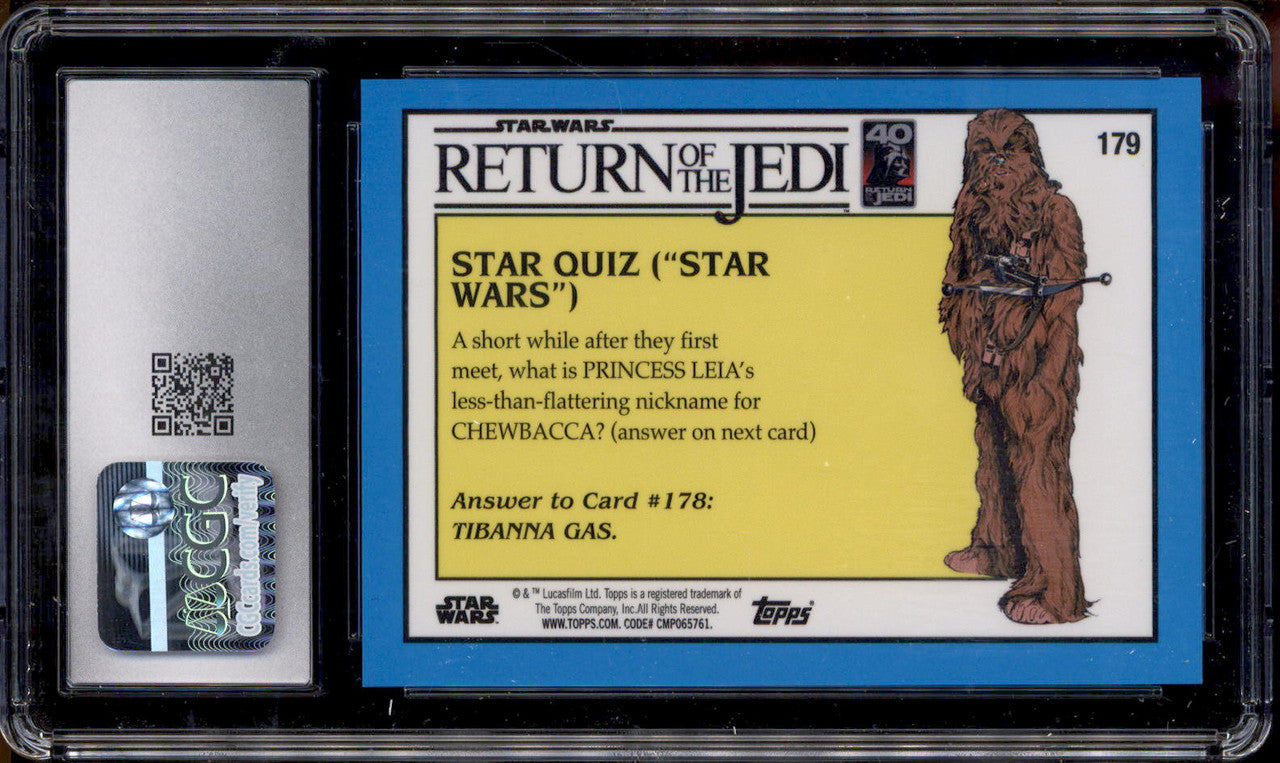 STAR WARS
RETURN OF THE JEDI
40
RETURN OF THE JEDI
179
STAR QUIZ (“STAR
WARS”)
A short while after they first
meet, what is PRINCESS LEIA’s
less-than-flattering nickname for
CHEWBACCA? (answer on next card)
Answer to Card #178:
TIBANNA GAS.
STAR
WARS
© & ™ Lucasfilm Ltd. Topps is a registered trademark of
The Topps Company, Inc.All Rights Reserved.
WWW.TOPPS.COM. CODE# CMP065761.
topps®
CGC
CGCcards.com/verify